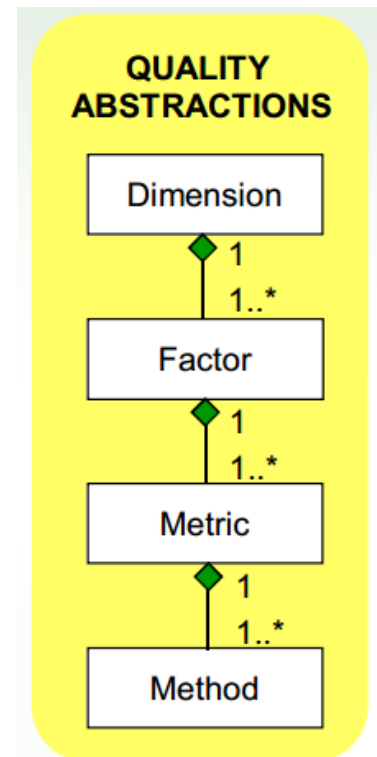 QUALITY
ABSTRACTIONS
Dimension
1
1..*
Factor
1
1..*
Metric
1
1..*
Method